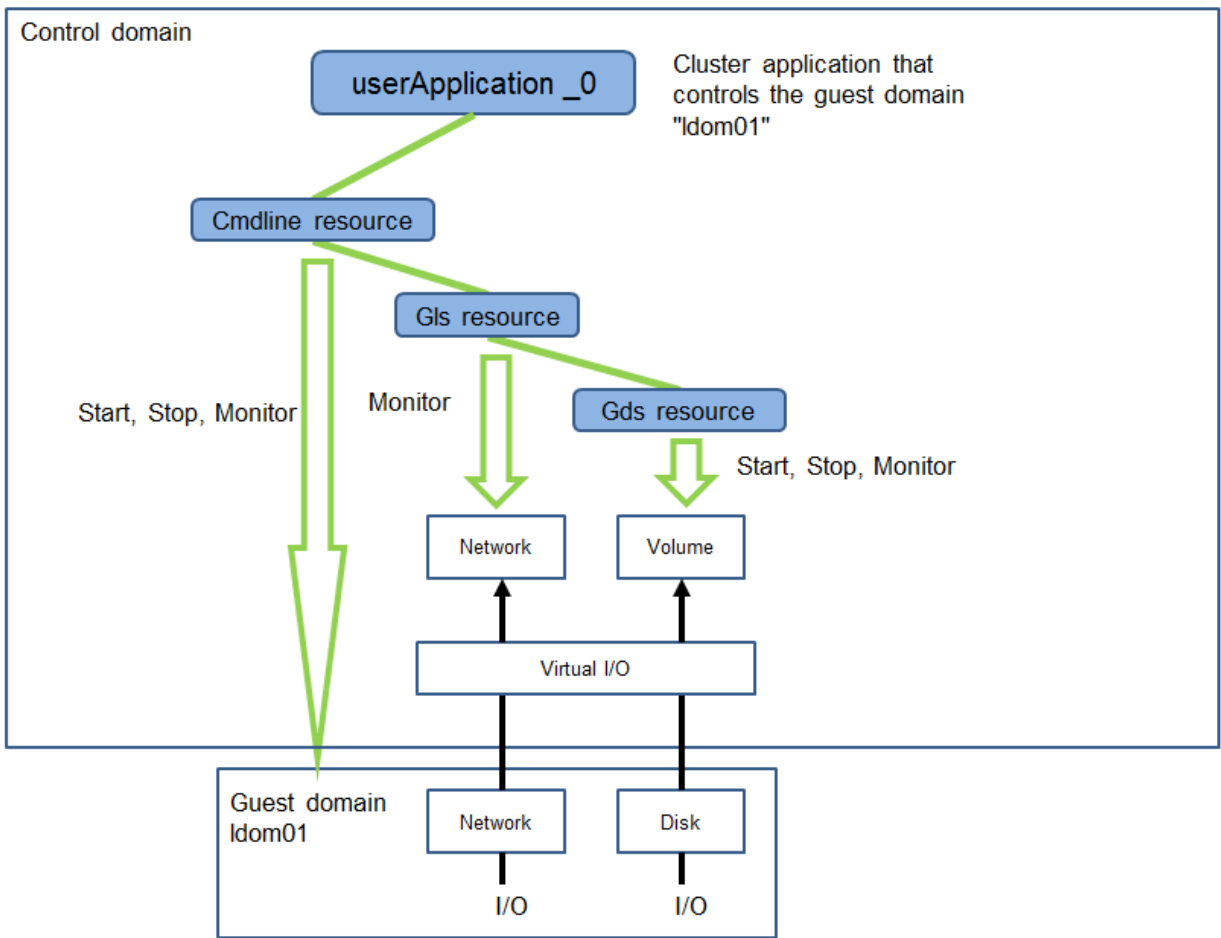 Control domain
userApplication _0
Cluster application that
controls the guest domain
"ldom01"
Cmdline resource
Gls resource
Start, Stop, Monitor
Monitor
Gds resource
Start, Stop, Monitor
Network
Volume
Virtual I/O
Guest domain
ldom01
Network
Disk
I/O
I/O